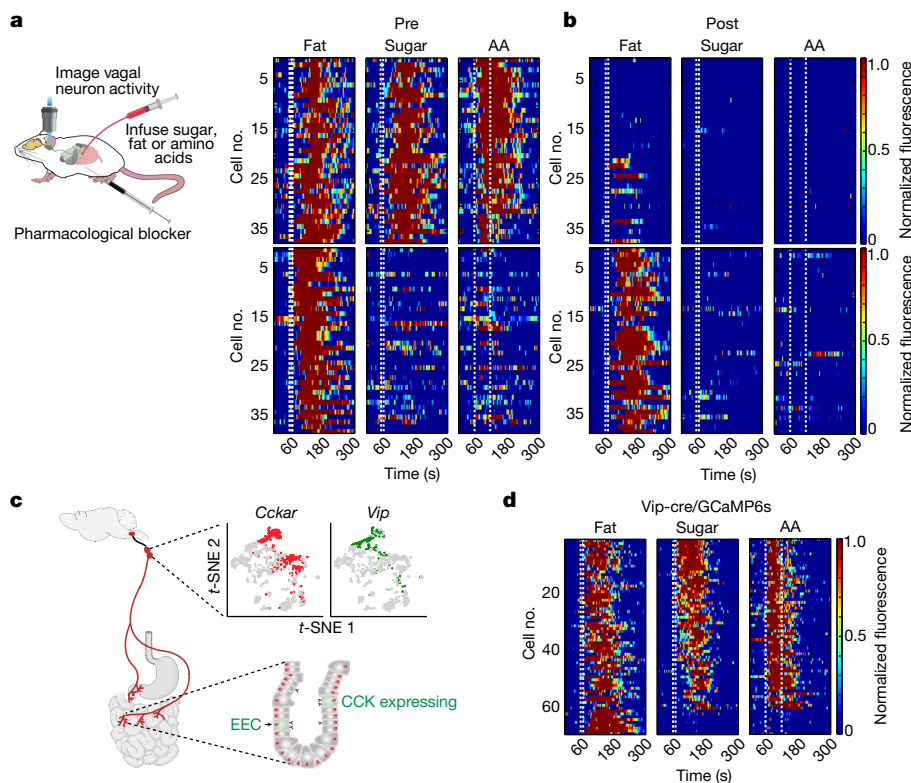 a
Pre
Fat
Sugar
AA
Image vagal
neuron activity
Infuse sugar,
fat or amino
acids
Pharmacological blocker
Cell no.
5
15
25
35
Cell no.
5
15
25
35
60
180
300
60
180
300
60
180
300
Time (s)
b
Post
Fat
Sugar
AA
5
15
25
35
Cell no.
5
15
25
35
Cell no.
1.0
0.5
0
Normalized fluorescence
1.0
0.5
0
Normalized fluorescence
60
180
300
60
180
300
60
180
300
Time (s)
c
Cckar
Vip
t-SNE 2
t-SNE 1
CCK expressing
EEC
d
Vip-cre/GCaMP6s
Fat
Sugar
AA
Cell no.
20
40
60
1.0
0.5
0
Normalized fluorescence
60
180
300
60
180
300
60
180
300
Time (s)